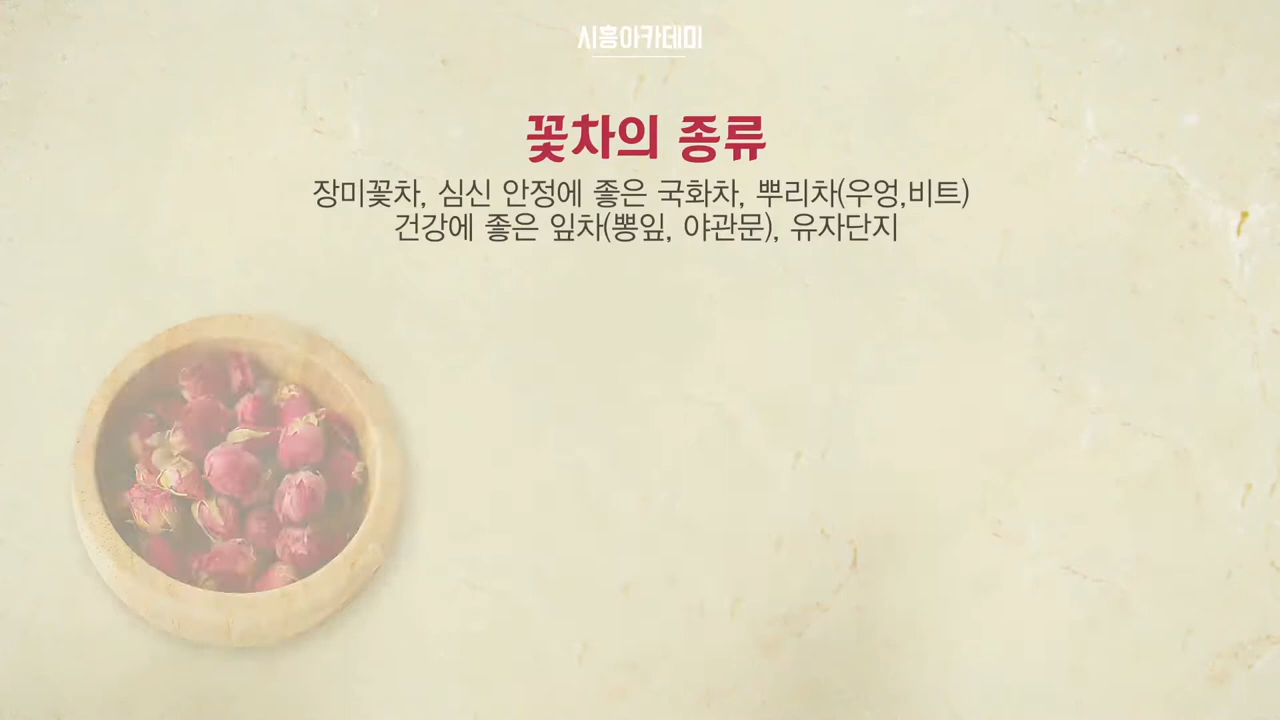 시흥아카데미
꽃차의 종류
장미꽃차, 심신 안정에 좋은 국화차, 뿌리차(우엉,비트)
건강에 좋은 잎차(뽕잎, 야관문), 유자단지